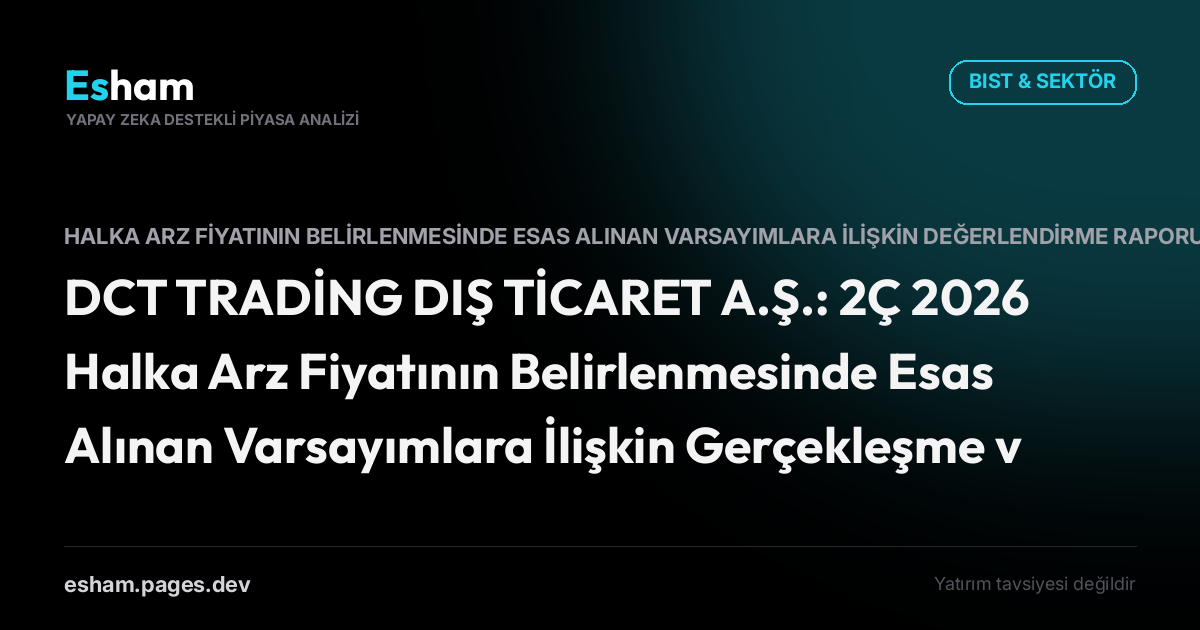 Esham
BIST & SEKTÖR
YAPAY ZEKA DESTEKLİ PİYASA ANALİZİ
HALKA ARZ FİYATININ BELİRLENMESİNDE ESAS ALINAN VARSAYIMLARA İLİŞKİN DEĞERLENDİRME RAPORU
DCT TRADİNG DIŞ TİCARET A.Ş.: 2Ç 2026
Halka Arz Fiyatının Belirlenmesinde Esas
Alınan Varsayımlara İlişkin Gerçekleşme v
esham.pages.dev
Yatırım tavsiyesi değildir